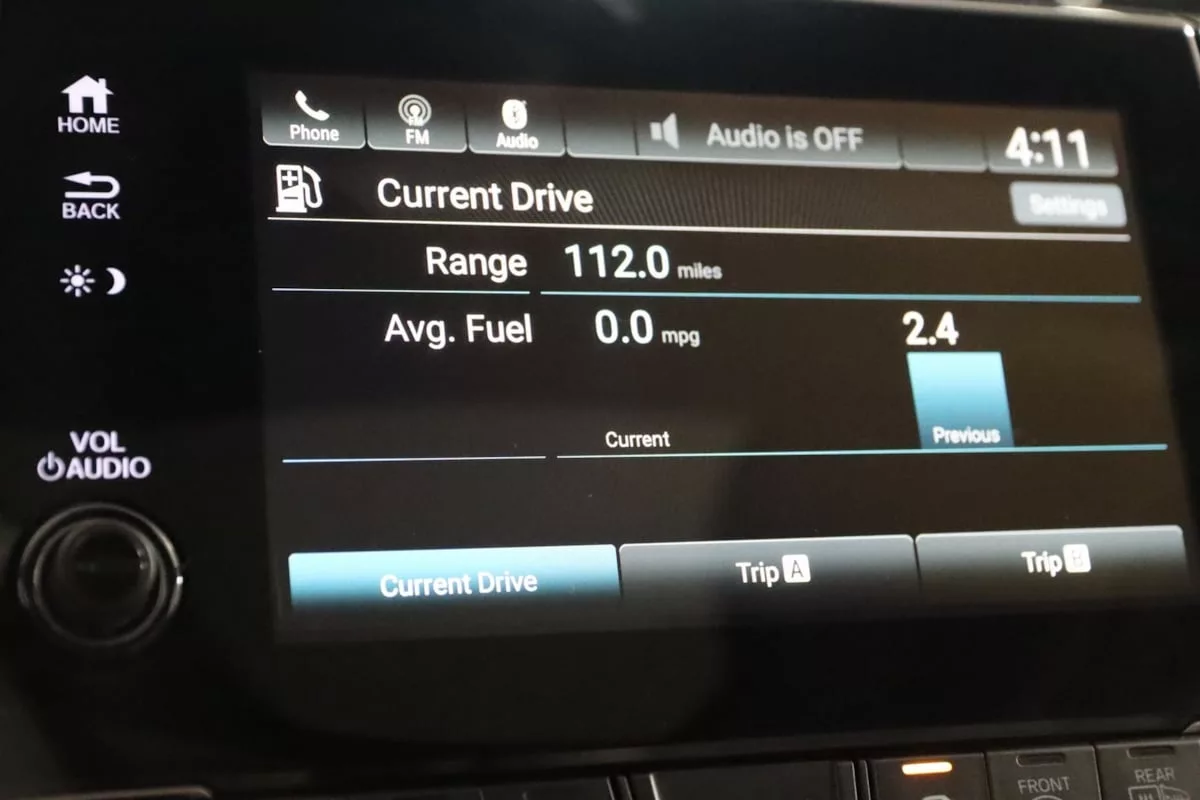 HOME
BACK
VOL
AUDIO
Phone
FM
Audio
Audio is OFF
4:11
Current Drive
Settings
Range 112.0 miles
Avg. Fuel 0.0 mpg 2.4
Current Previous
Current Drive Trip A Trip B
FRONT REAR